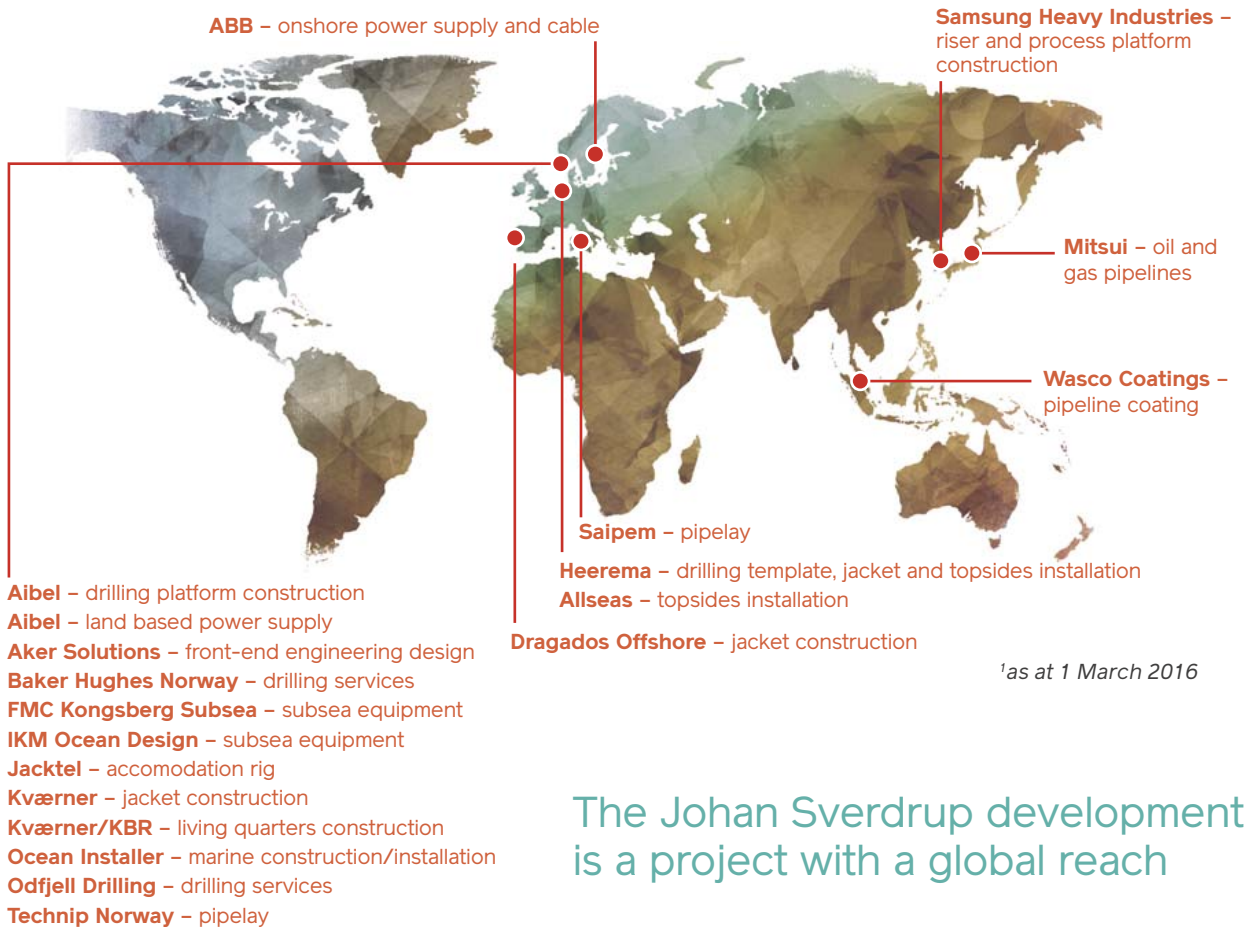 ABB – onshore power supply and cable
Samsung Heavy Industries –
riser and process platform
construction
Mitsui – oil and
gas pipelines
Wasco Coatings –
pipeline coating
Saipem – pipelay
Heerema – drilling template, jacket and topsides installation
Allseas – topsides installation
Dragados Offshore – jacket construction
Aibel – drilling platform construction
Aibel – land based power supply
Aker Solutions – front-end engineering design
Baker Hughes Norway – drilling services
FMC Kongsberg Subsea – subsea equipment
IKM Ocean Design – subsea equipment
Jacktel – accomodation rig
Kværner – jacket construction
Kværner/KBR – living quarters construction
Ocean Installer – marine construction/installation
Odfjell Drilling – drilling services
Technip Norway – pipelay
¹as at 1 March 2016
The Johan Sverdrup development
is a project with a global reach